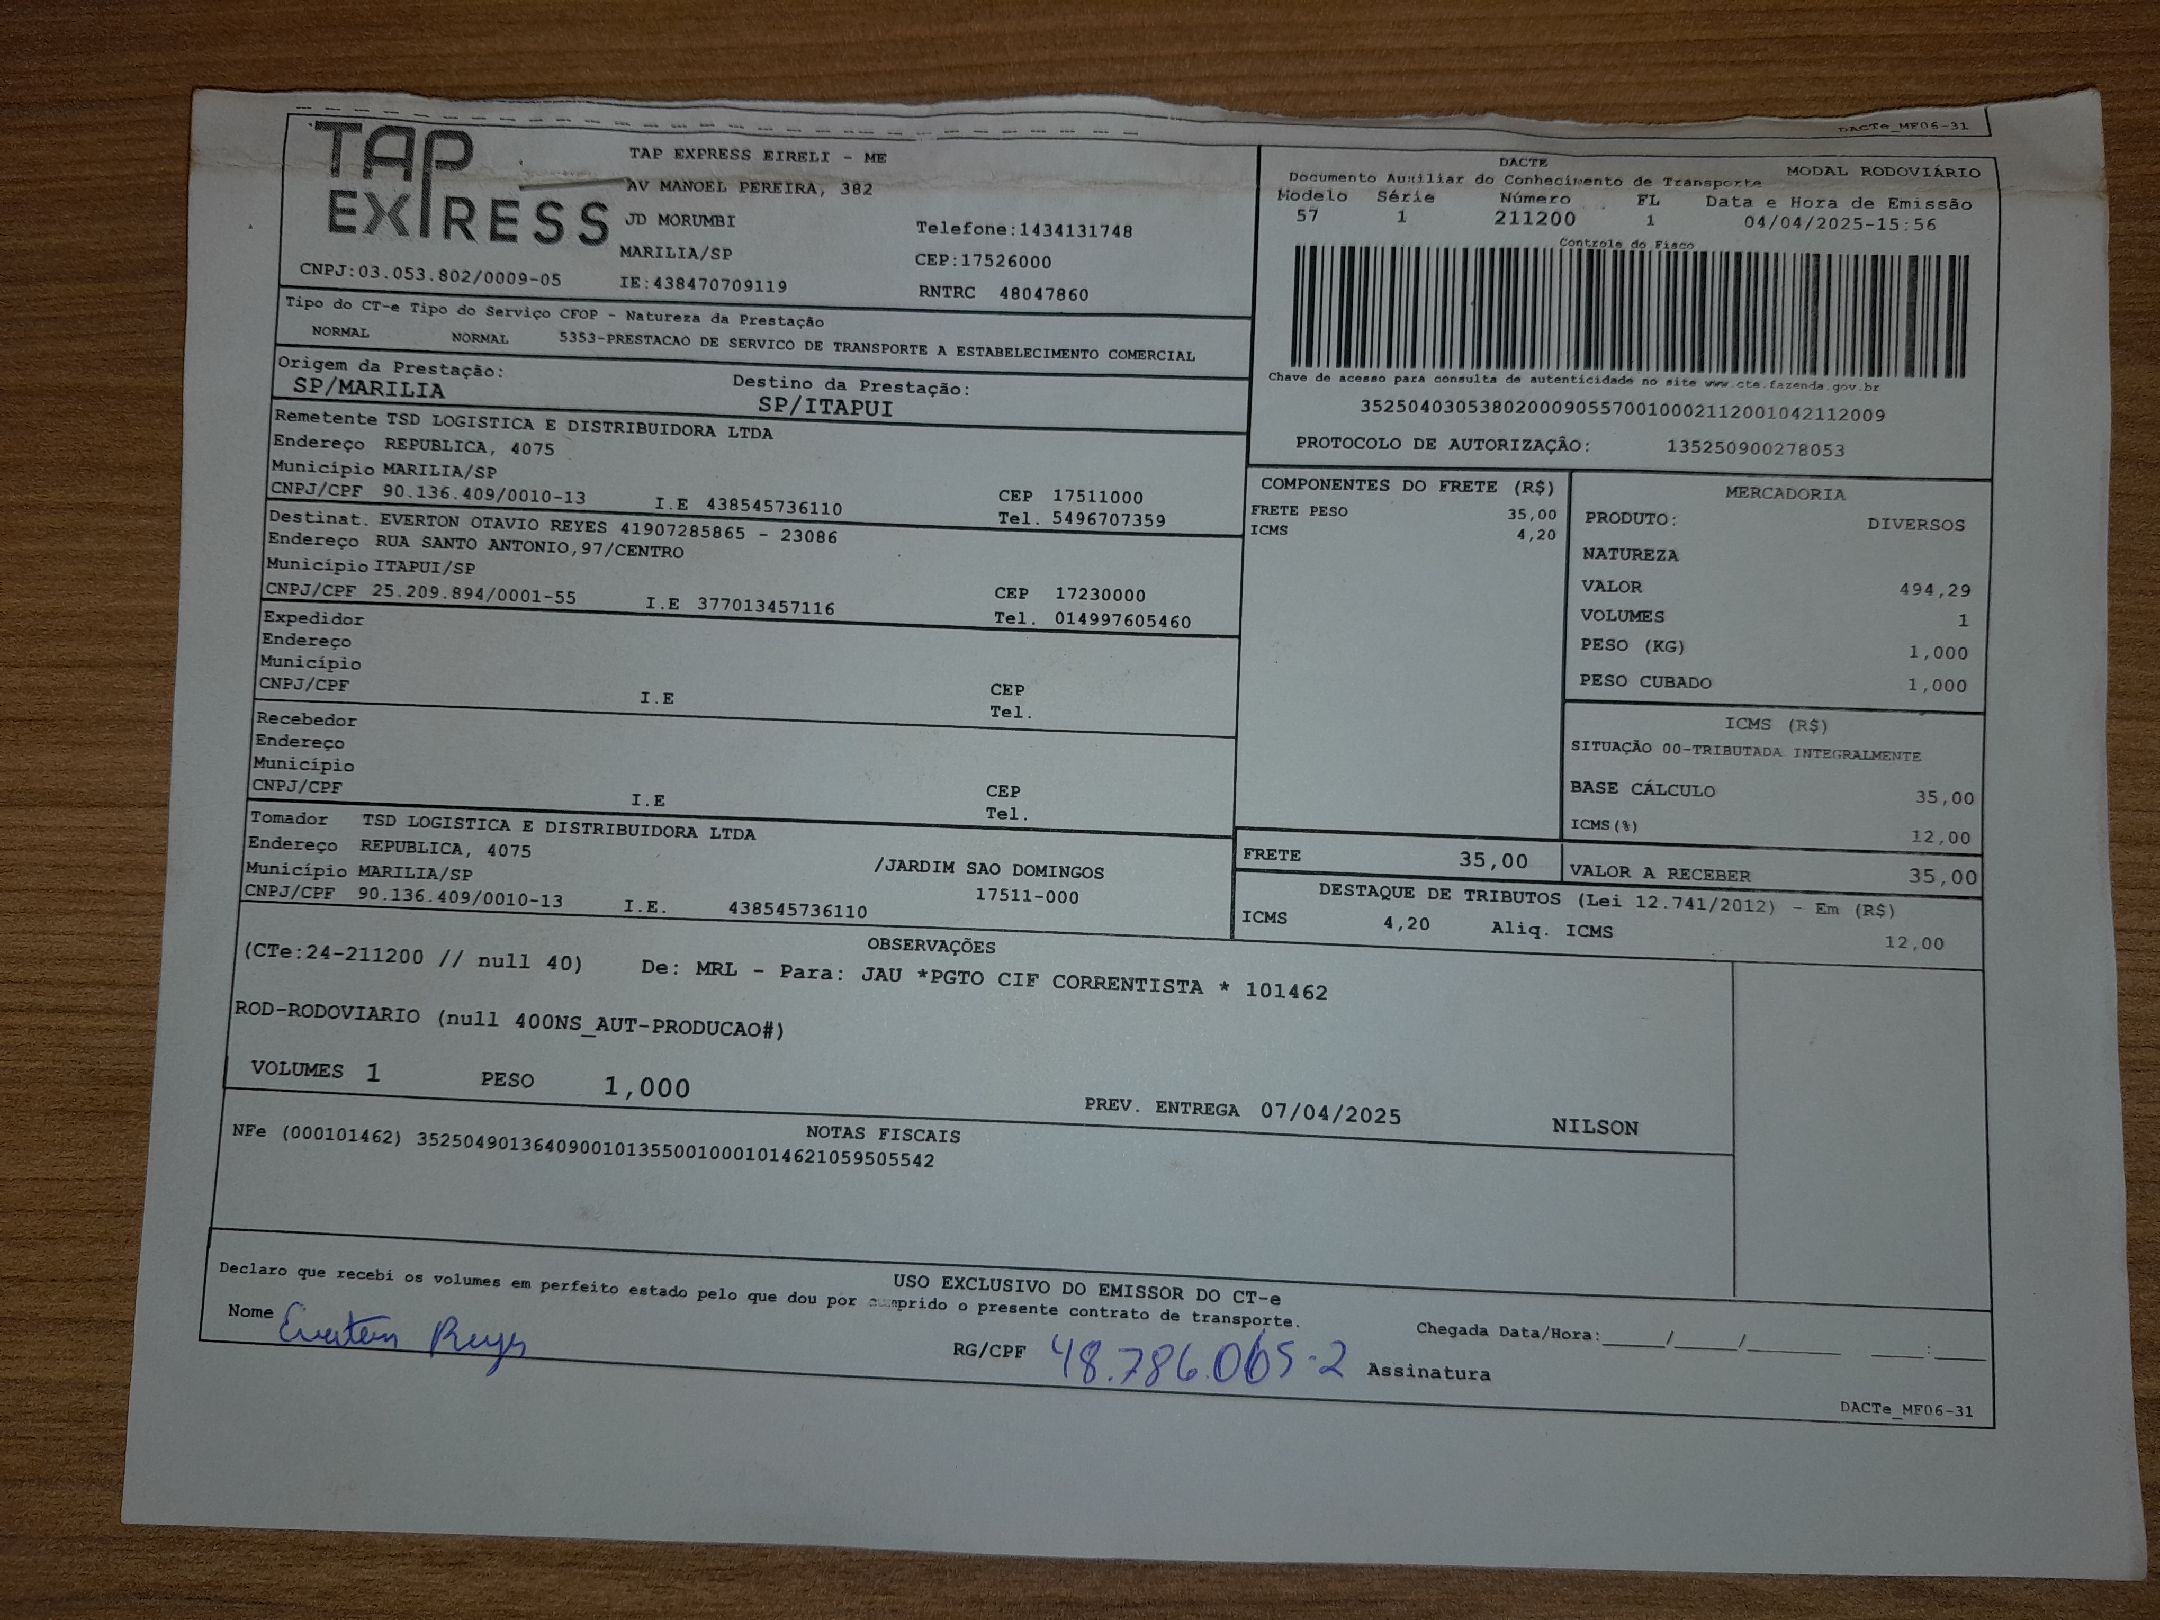 DACTe_MF06-31
TAP EXPRESS
TAP EXPRESS EIRELI - ME
AV MANOEL PEREIRA, 382
JD MORUMBI
Telefone:1434131748
MARILIA/SP
CEP:17526000
CNPJ:03.053.802/0009-05
IE:438470709119
RNTRC 48047860
DACTE
MODAL RODOVIÁRIO
Documento Auxiliar do Conhecimento de Transporte
Modelo Série Número FL Data e Hora de Emissão
57 1 211200 1 04/04/2025-15:56
Controle do Fisco
Chave de acesso para consulta de autenticidade no site www.cte.fazenda.gov.br
35250403053802000905570010002112001042112009
PROTOCOLO DE AUTORIZAÇÂO: 135250900278053
Tipo do CT-e Tipo do Serviço CFOP - Natureza da Prestação
NORMAL NORMAL 5353-PRESTACAO DE SERVICO DE TRANSPORTE A ESTABELECIMENTO COMERCIAL
Origem da Prestação: Destino da Prestação:
SP/MARILIA SP/ITAPUI
Remetente TSD LOGISTICA E DISTRIBUIDORA LTDA
Endereço REPUBLICA, 4075
Município MARILIA/SP CEP 17511000
CNPJ/CPF 90.136.409/0010-13 I.E 438545736110 Tel. 5496707359
Destinat. EVERTON OTAVIO REYES 41907285865 - 23086
Endereço RUA SANTO ANTONIO,97/CENTRO
Município ITAPUI/SP CEP 17230000
CNPJ/CPF 25.209.894/0001-55 I.E 377013457116 Tel. 014997605460
Expedidor
Endereço
Município CEP
CNPJ/CPF I.E Tel.
Recebedor
Endereço
Município CEP
CNPJ/CPF I.E Tel.
Tomador TSD LOGISTICA E DISTRIBUIDORA LTDA
Endereço REPUBLICA, 4075 /JARDIM SAO DOMINGOS
Município MARILIA/SP 17511-000
CNPJ/CPF 90.136.409/0010-13 I.E. 438545736110
COMPONENTES DO FRETE (R$)
FRETE PESO 35,00
ICMS 4,20
MERCADORIA
PRODUTO: DIVERSOS
NATUREZA
VALOR 494,29
VOLUMES 1
PESO (KG) 1,000
PESO CUBADO 1,000
ICMS (R$)
SITUAÇÃO 00-TRIBUTADA INTEGRALMENTE
BASE CÁLCULO 35,00
ICMS(%) 12,00
FRETE 35,00 VALOR A RECEBER 35,00
DESTAQUE DE TRIBUTOS (Lei 12.741/2012) - Em (R$)
ICMS 4,20 Aliq. ICMS 12,00
OBSERVAÇÕES
(CTe:24-211200 // null 40) De: MRL - Para: JAU *PGTO CIF CORRENTISTA * 101462
ROD-RODOVIARIO (null 400NS_AUT-PRODUCAO#)
VOLUMES 1 PESO 1,000 PREV. ENTREGA 07/04/2025 NILSON
NOTAS FISCAIS
NFe (000101462) 35250490136409001013550010001014621059505542
USO EXCLUSIVO DO EMISSOR DO CT-e
Declaro que recebi os volumes em perfeito estado pelo que dou por cumprido o presente contrato de transporte.
Chegada Data/Hora:____/____/______ ___:___
Nome Everton Reyes RG/CPF 48.786.065-2 Assinatura
DACTe_MF06-31